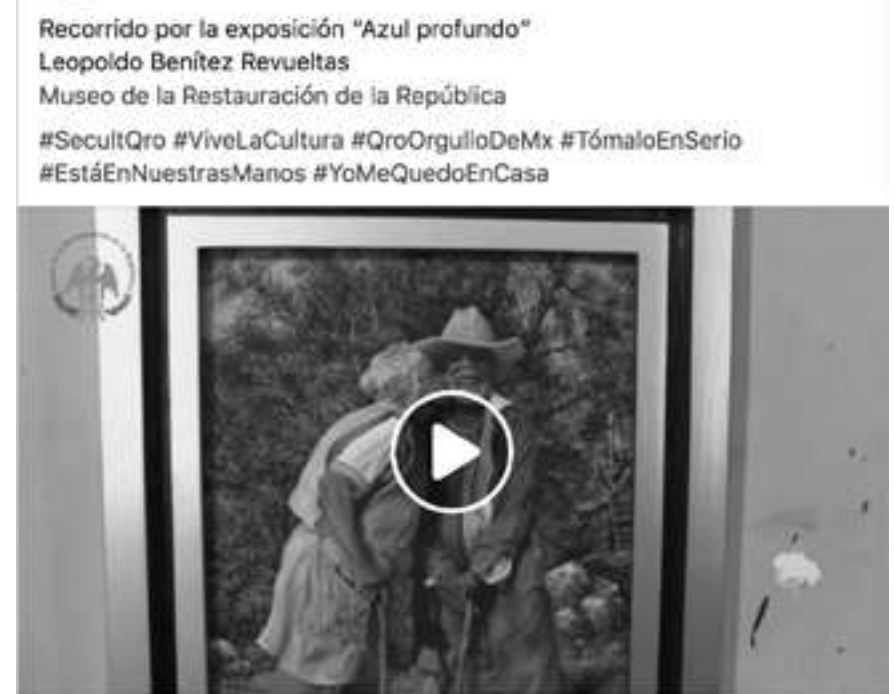 Recorrido por la exposición "Azul profundo"
Leopoldo Benítez Revueltas
Museo de la Restauración de la República
#SecultQro #ViveLaCultura #QroOrgulloDeMx #TómaloEnSerio
#EstáEnNuestrasManos #YoMeQuedoEnCasa